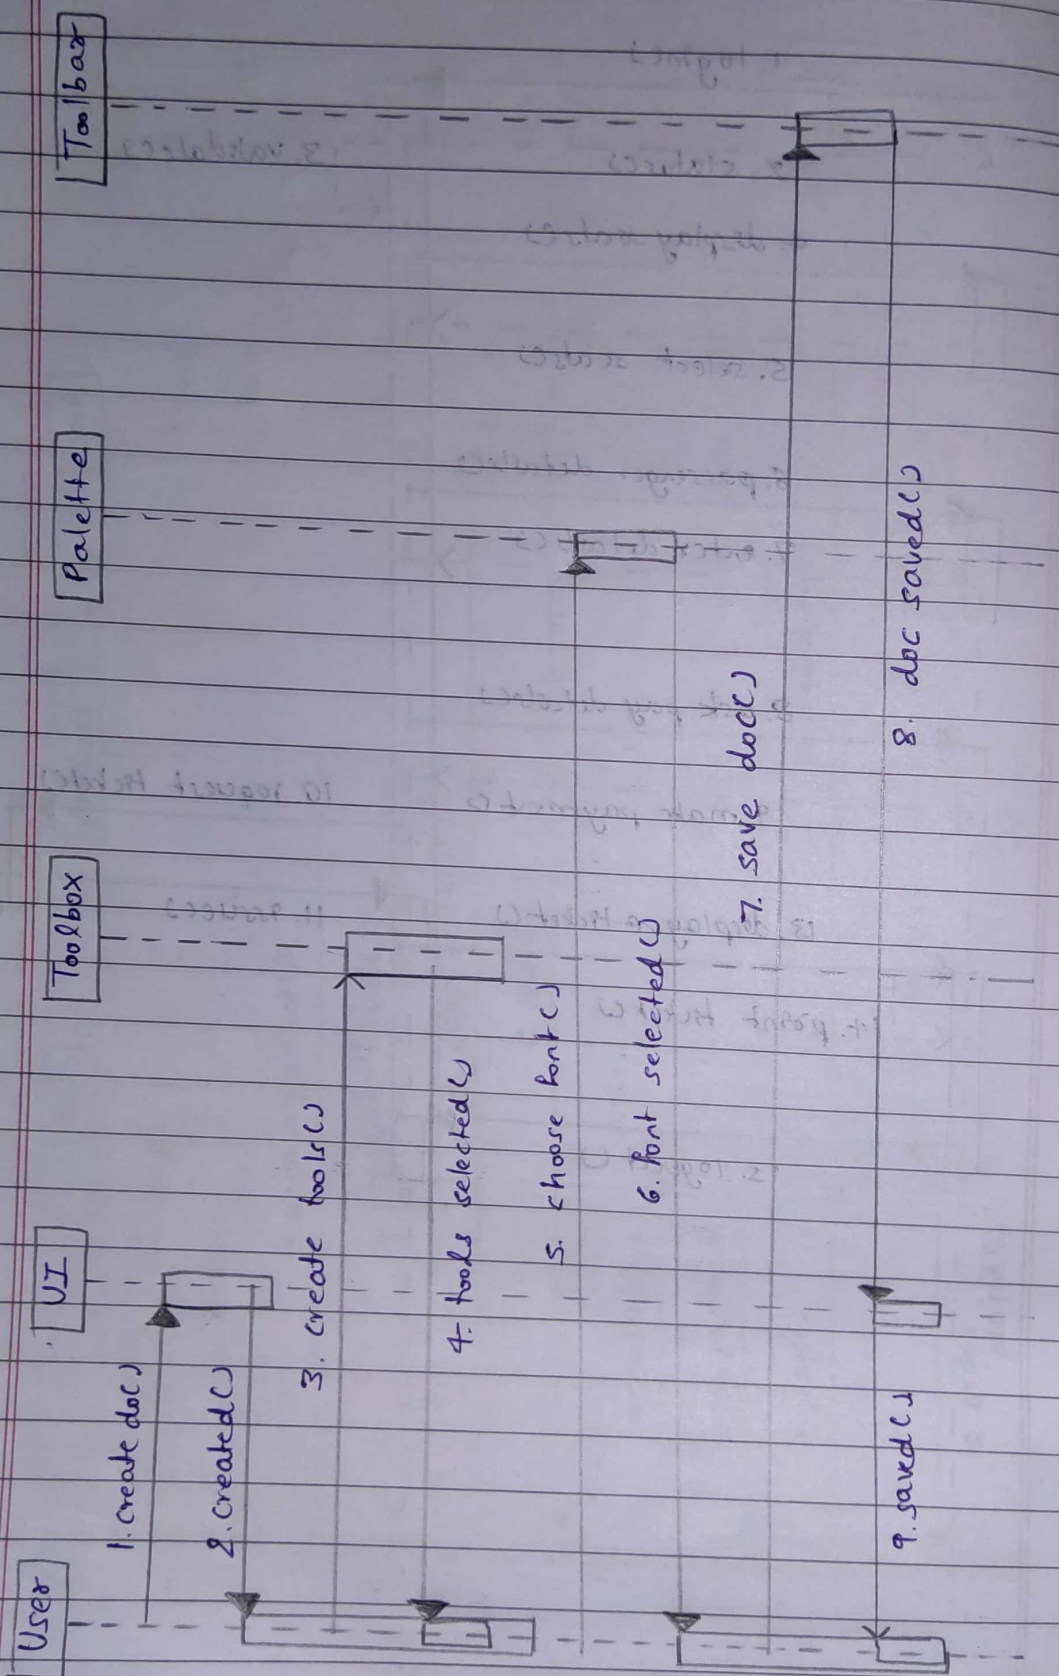 User
UI
Toolbox
Palette
Toolbar
1. create do()
2. created()
3. create tools()
4. tools selected()
5. choose font()
6. font selected()
7. save doc()
8. doc saved()
9. saved()